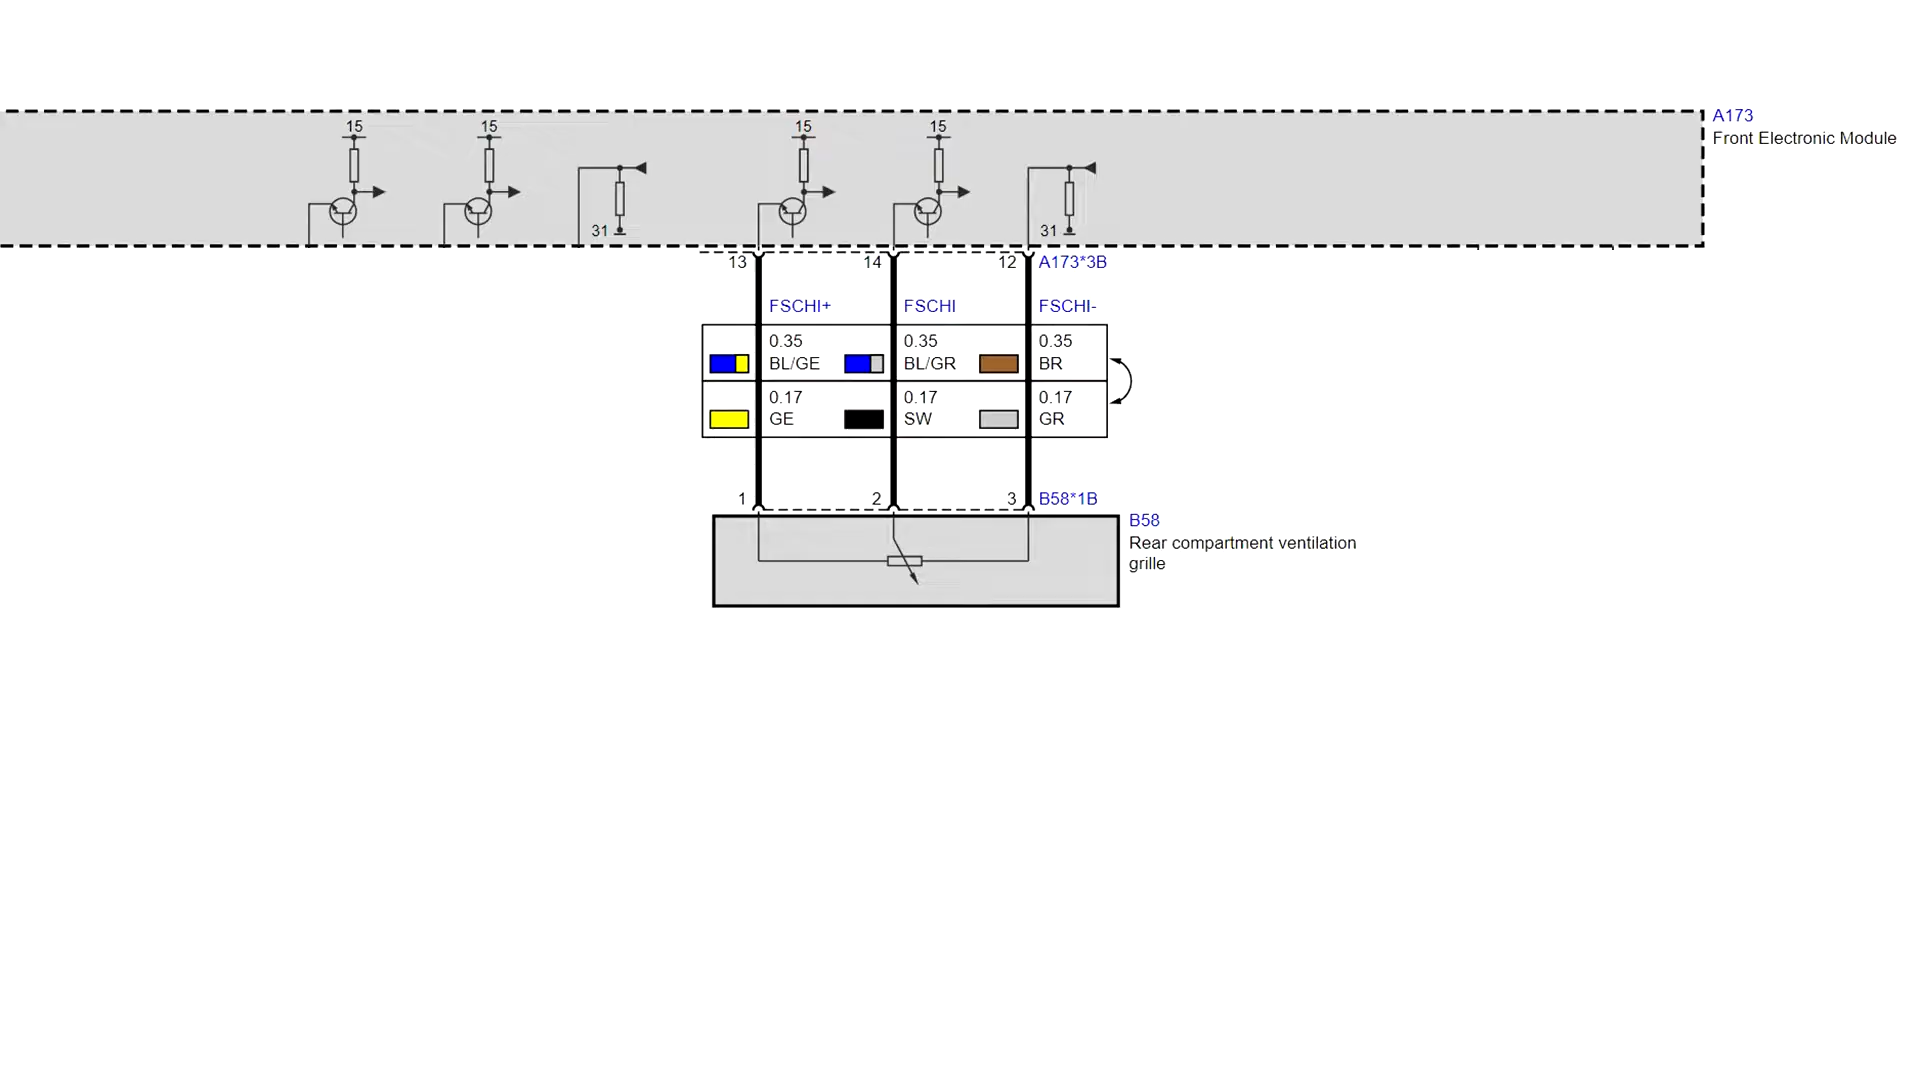 15
15
15
15
A173
Front Electronic Module
31
31
13
14
12
A173*3B
FSCHI+
FSCHI
FSCHI-
0.35
BL/GE
0.35
BL/GR
0.35
BR
0.17
GE
0.17
SW
0.17
GR
1
2
3
B58*1B
B58
Rear compartment ventilation
grille